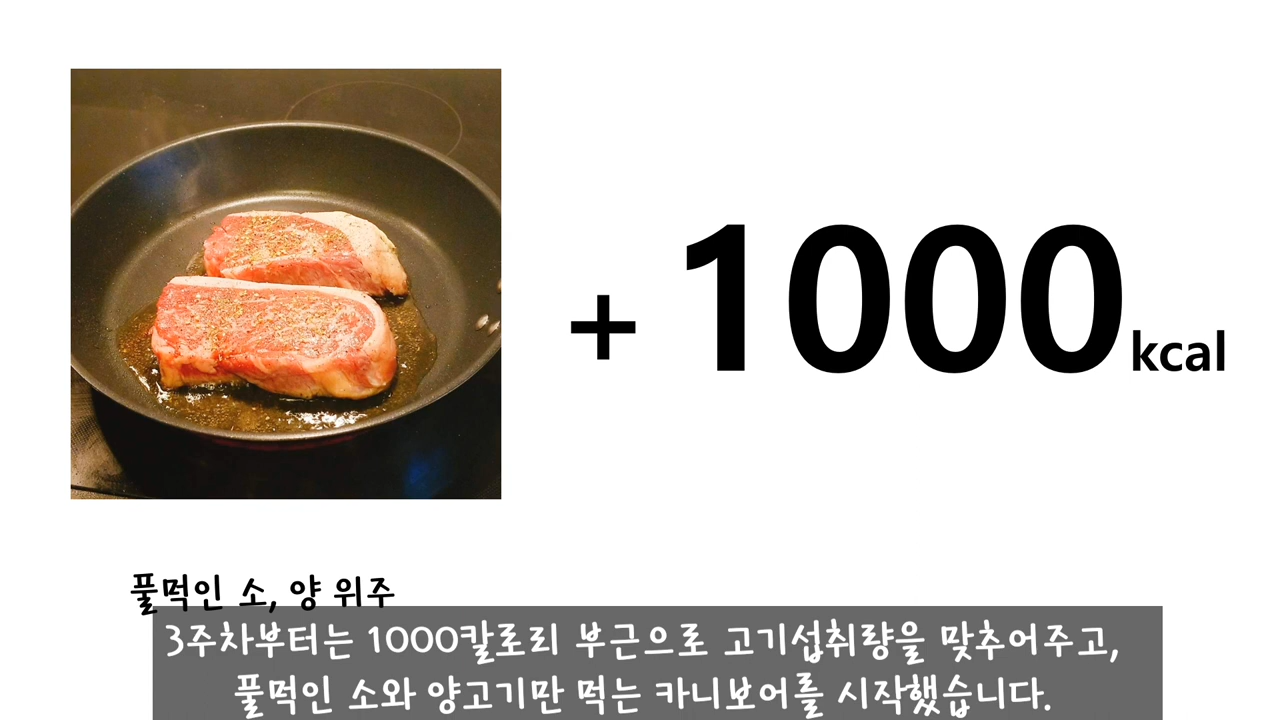 + 1000kcal
풀먹인 소, 양 위주
3주차부터는 1000칼로리 부근으로 고기섭취량을 맞추어주고,
풀먹인 소와 양고기만 먹는 카니보어를 시작했습니다.